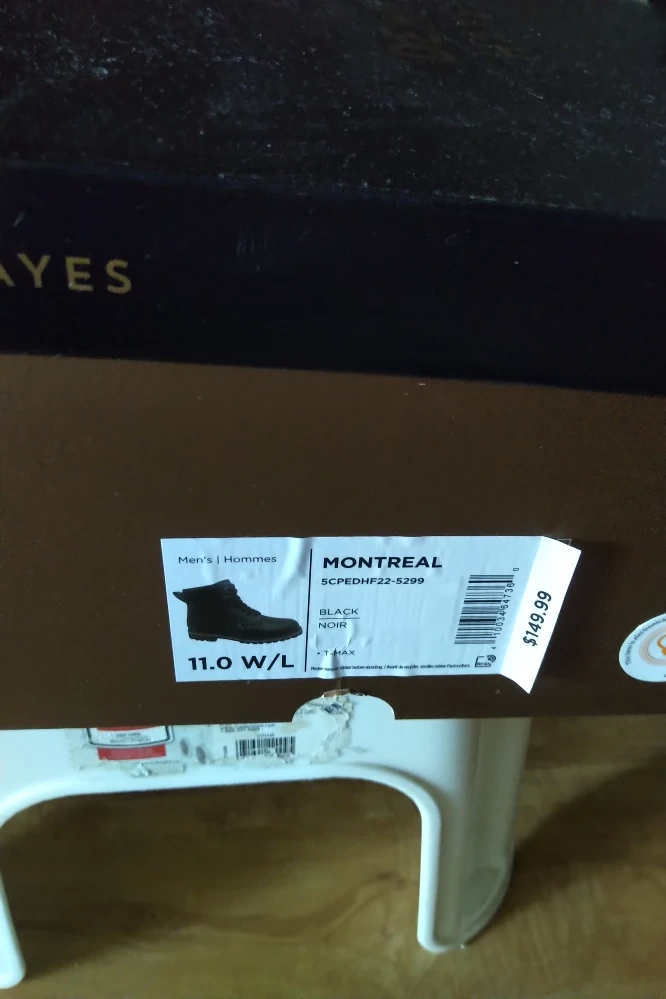 AYES
Men's | Hommes
MONTREAL
5CPEDHF22-5299
BLACK
NOIR
• T-MAX
11.0 W/L
$149.99